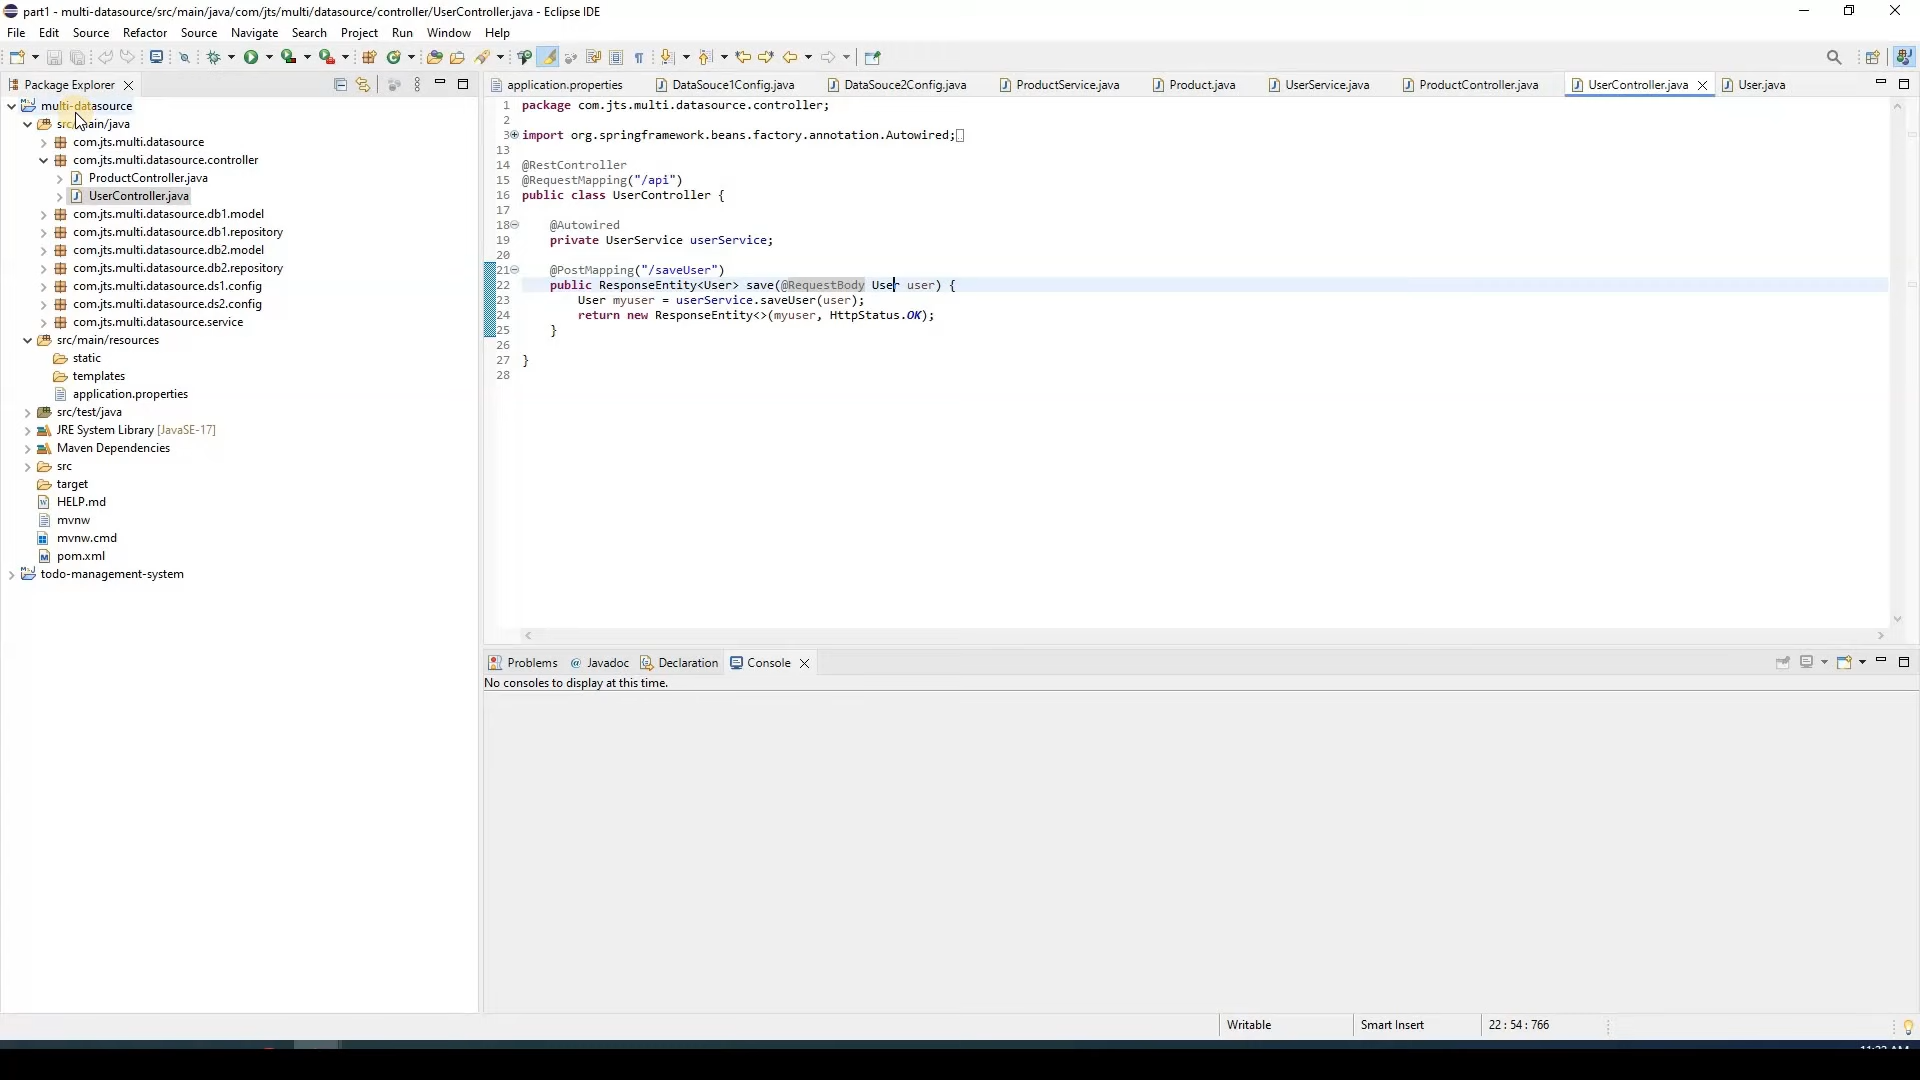 part1 - multi-datasource/src/main/java/com/jts/multi/datasource/controller/UserController.java - Eclipse IDE
File Edit Source Refactor Source Navigate Search Project Run Window Help
Package Explorer
multi-datasource
src/main/java
com.jts.multi.datasource
com.jts.multi.datasource.controller
ProductController.java
UserController.java
com.jts.multi.datasource.db1.model
com.jts.multi.datasource.db1.repository
com.jts.multi.datasource.db2.model
com.jts.multi.datasource.db2.repository
com.jts.multi.datasource.ds1.config
com.jts.multi.datasource.ds2.config
com.jts.multi.datasource.service
src/main/resources
static
templates
application.properties
src/test/java
JRE System Library [JavaSE-17]
Maven Dependencies
src
target
HELP.md
mvnw
mvnw.cmd
pom.xml
todo-management-system
application.properties DataSouce1Config.java DataSouce2Config.java ProductService.java Product.java UserService.java ProductController.java UserController.java User.java
1 package com.jts.multi.datasource.controller;
2
3 import org.springframework.beans.factory.annotation.Autowired;
13
14 @RestController
15 @RequestMapping("/api")
16 public class UserController {
17
18 @Autowired
19 private UserService userService;
20
21 @PostMapping("/saveUser")
22 public ResponseEntity<User> save(@RequestBody User user) {
23 User myuser = userService.saveUser(user);
24 return new ResponseEntity<>(myuser, HttpStatus.OK);
25 }
26
27 }
28
Problems Javadoc Declaration Console
No consoles to display at this time.
Writable Smart Insert 22 : 54 : 766